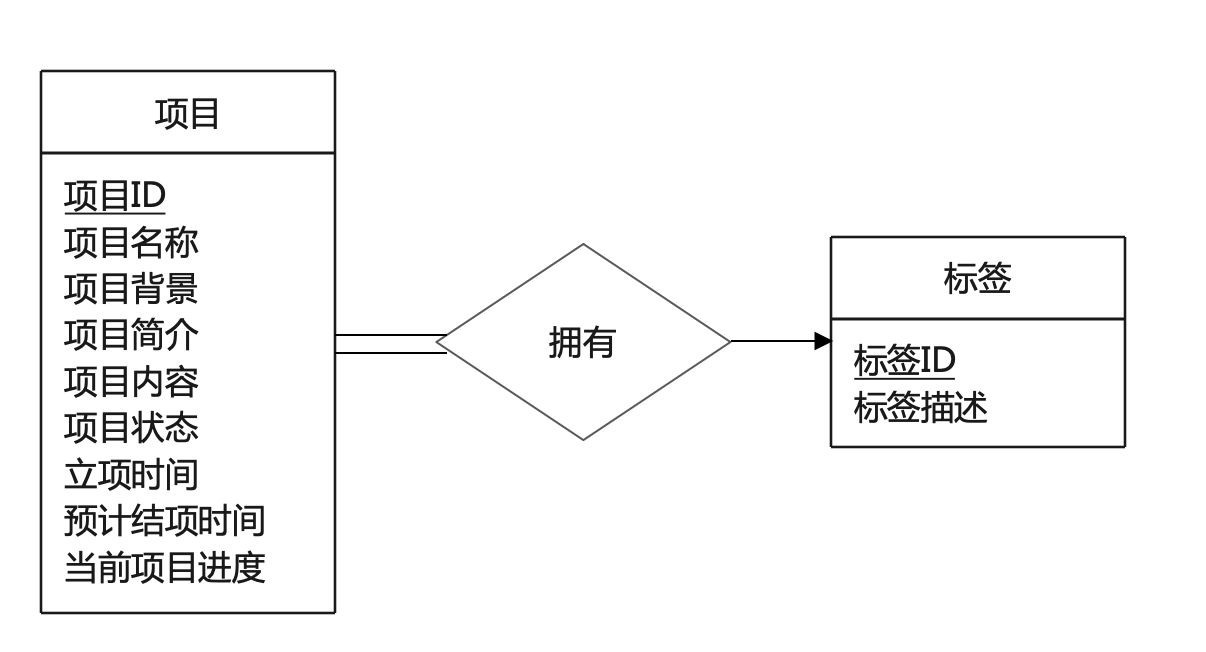 项目
项目ID
项目名称
项目背景
项目简介
项目内容
项目状态
立项时间
预计结项时间
当前项目进度
拥有
标签
标签ID
标签描述